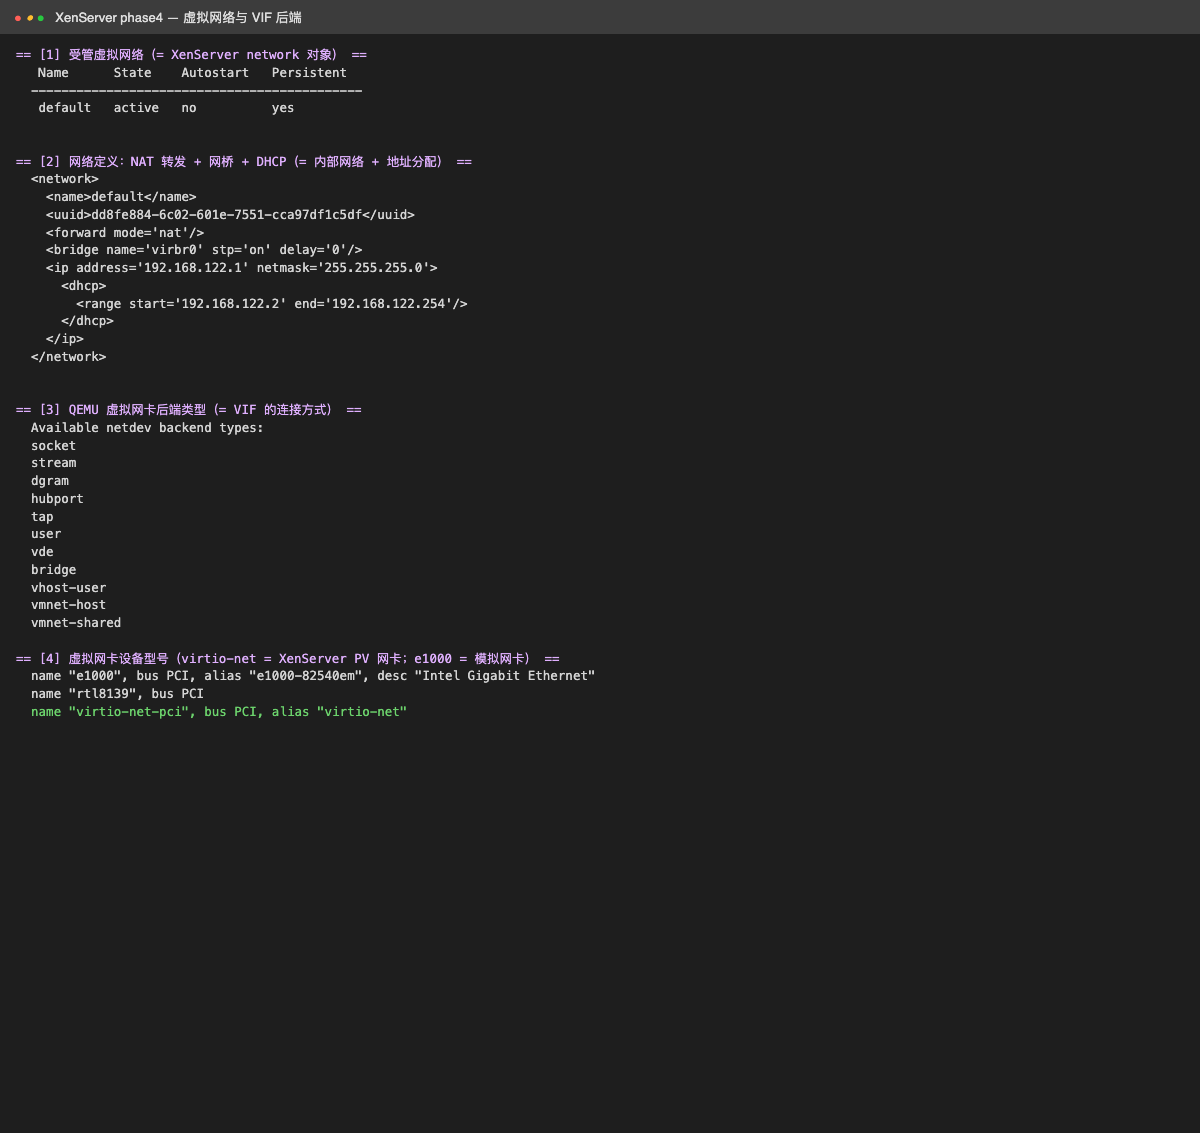 XenServer phase4 — 虚拟网络与 VIF 后端
== [1] 受管虚拟网络 (= XenServer network 对象) ==
Name State Autostart Persistent
--------------------------------------------
default active no yes
== [2] 网络定义: NAT 转发 + 网桥 + DHCP (= 内部网络 + 地址分配) ==
<network>
<name>default</name>
<uuid>dd8fe884-6c02-601e-7551-cca97df1c5df</uuid>
<forward mode='nat'/>
<bridge name='virbr0' stp='on' delay='0'/>
<ip address='192.168.122.1' netmask='255.255.255.0'>
<dhcp>
<range start='192.168.122.2' end='192.168.122.254'/>
</dhcp>
</ip>
</network>
== [3] QEMU 虚拟网卡后端类型 (= VIF 的连接方式) ==
Available netdev backend types:
socket
stream
dgram
hubport
tap
user
vde
bridge
vhost-user
vmnet-host
vmnet-shared
== [4] 虚拟网卡设备型号 (virtio-net = XenServer PV 网卡; e1000 = 模拟网卡) ==
name "e1000", bus PCI, alias "e1000-82540em", desc "Intel Gigabit Ethernet"
name "rtl8139", bus PCI
name "virtio-net-pci", bus PCI, alias "virtio-net"